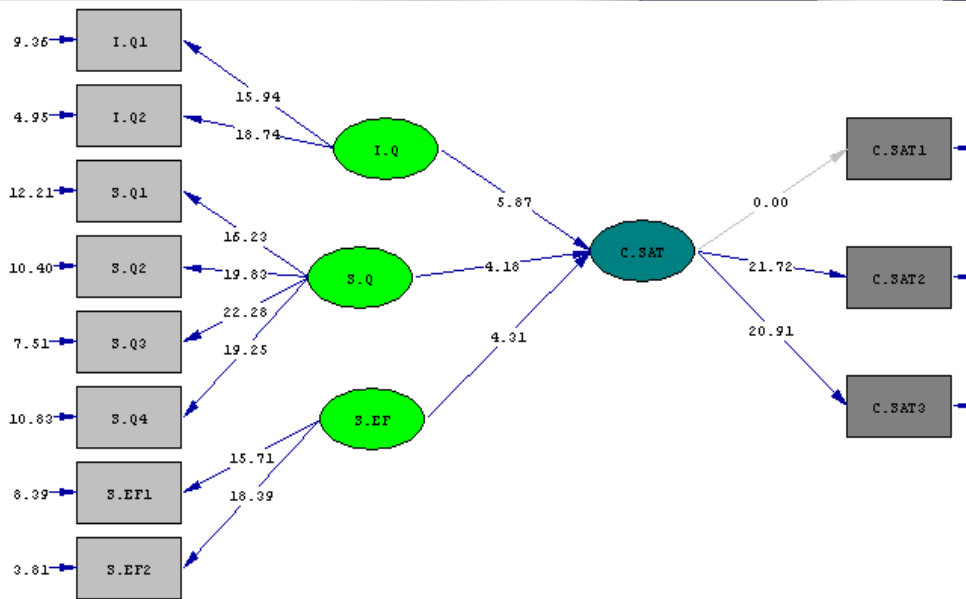 9.36
I.Q1
15.94
4.95
I.Q2
18.74
I.Q
C.SAT1
12.21
S.Q1
5.87
0.00
16.23
10.40
S.Q2
19.83
S.Q
4.18
C.SAT
21.72
C.SAT2
22.28
7.51
S.Q3
19.25
4.31
20.91
10.83
S.Q4
S.EF
C.SAT3
15.71
8.39
S.EF1
18.39
3.81
S.EF2